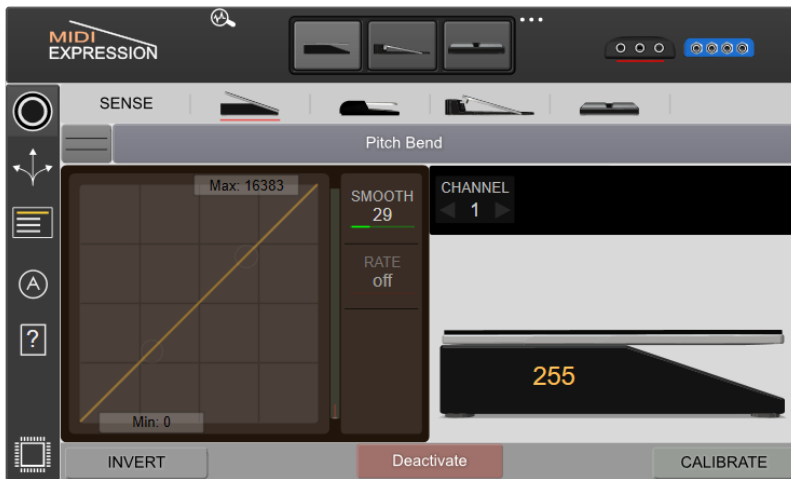 MIDI
EXPRESSION
SENSE
Pitch Bend
Max: 16383
Min: 0
SMOOTH
29
RATE
off
CHANNEL
1
255
A
?
INVERT
Deactivate
CALIBRATE